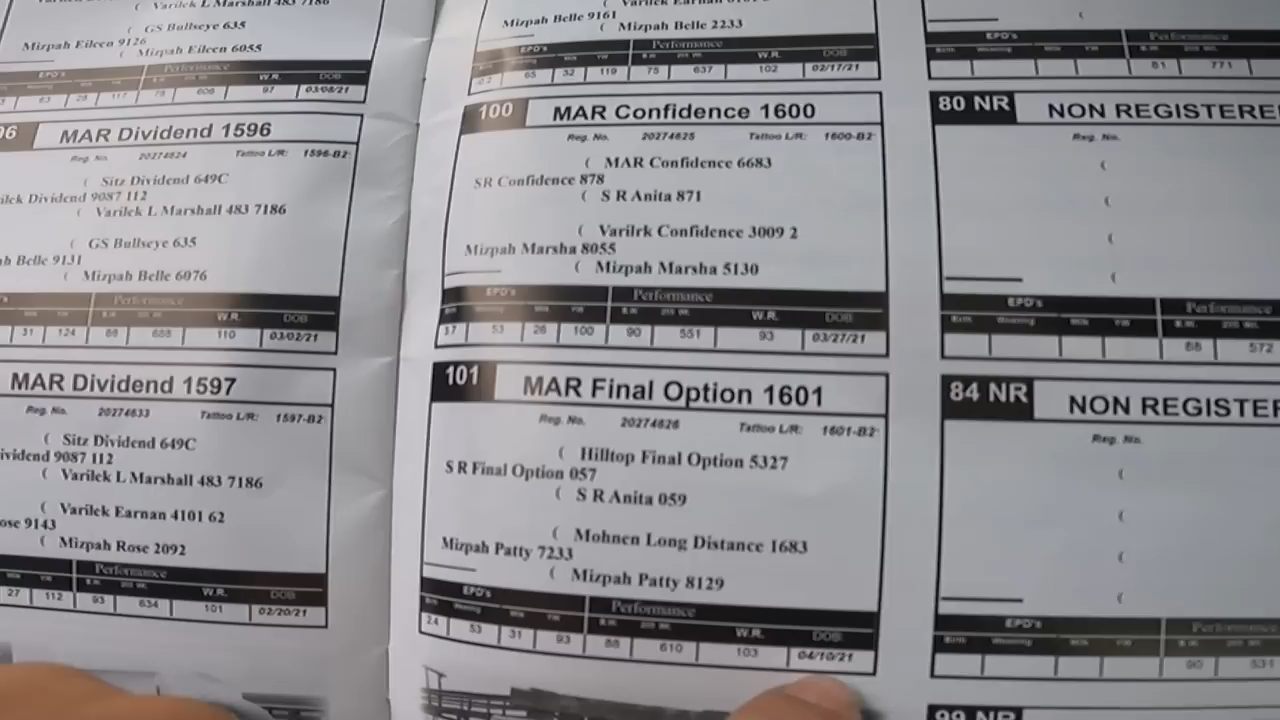 Varilek L Marshall 483 7186
( GS Bullseye 635
Mizpah Eileen 9126
( Mizpah Eileen 6055
EPD's Performance
W.R. DOB
63 28 117 78 608 97 03/08/21
96 MAR Dividend 1596
Reg. No. 20274624 Tattoo L/R: 1596-B2
( Sitz Dividend 649C
Dividend 9087 112
( Varilek L Marshall 483 7186
( GS Bullseye 635
Belle 9131
( Mizpah Belle 6076
Performance
W.R. DOB
31 124 688 110 03/02/21
MAR Dividend 1597
Reg. No. 20274633 Tattoo L/R: 1597-B2
( Sitz Dividend 649C
Dividend 9087 112
( Varilek L Marshall 483 7186
( Varilek Earnan 4101 62
9143
( Mizpah Rose 2092
Performance
W.R. DOB
27 112 93 634 101 02/20/21
Mizpah Belle 9161
( Mizpah Belle 2233
EPD's Performance
W.R. DOB
65 32 119 75 637 102 02/17/21
100 MAR Confidence 1600
Reg. No. 20274625 Tattoo L/R: 1600-B2
( MAR Confidence 6683
SR Confidence 878
( S R Anita 871
( Varilrk Confidence 3009 2
Mizpah Marsha 8055
( Mizpah Marsha 5130
EPD's Performance
W.R. DOB
53 26 100 90 551 93 03/27/21
101 MAR Final Option 1601
Reg. No. 20274626 Tattoo L/R: 1601-B2
( Hilltop Final Option 5327
S R Final Option 057
( S R Anita 059
( Mohnen Long Distance 1683
Mizpah Patty 7233
( Mizpah Patty 8129
EPD's Performance
W.R. DOB
53 31 93 88 610 103 04/10/21
(
EPD's Performance
81 771
80 NR NON REGISTERE
Reg. No.
(
(
(
(
EPD's Performance
572
84 NR NON REGISTER
Reg. No.
(
(
(
(
EPD's Performance
90 531
99 NR